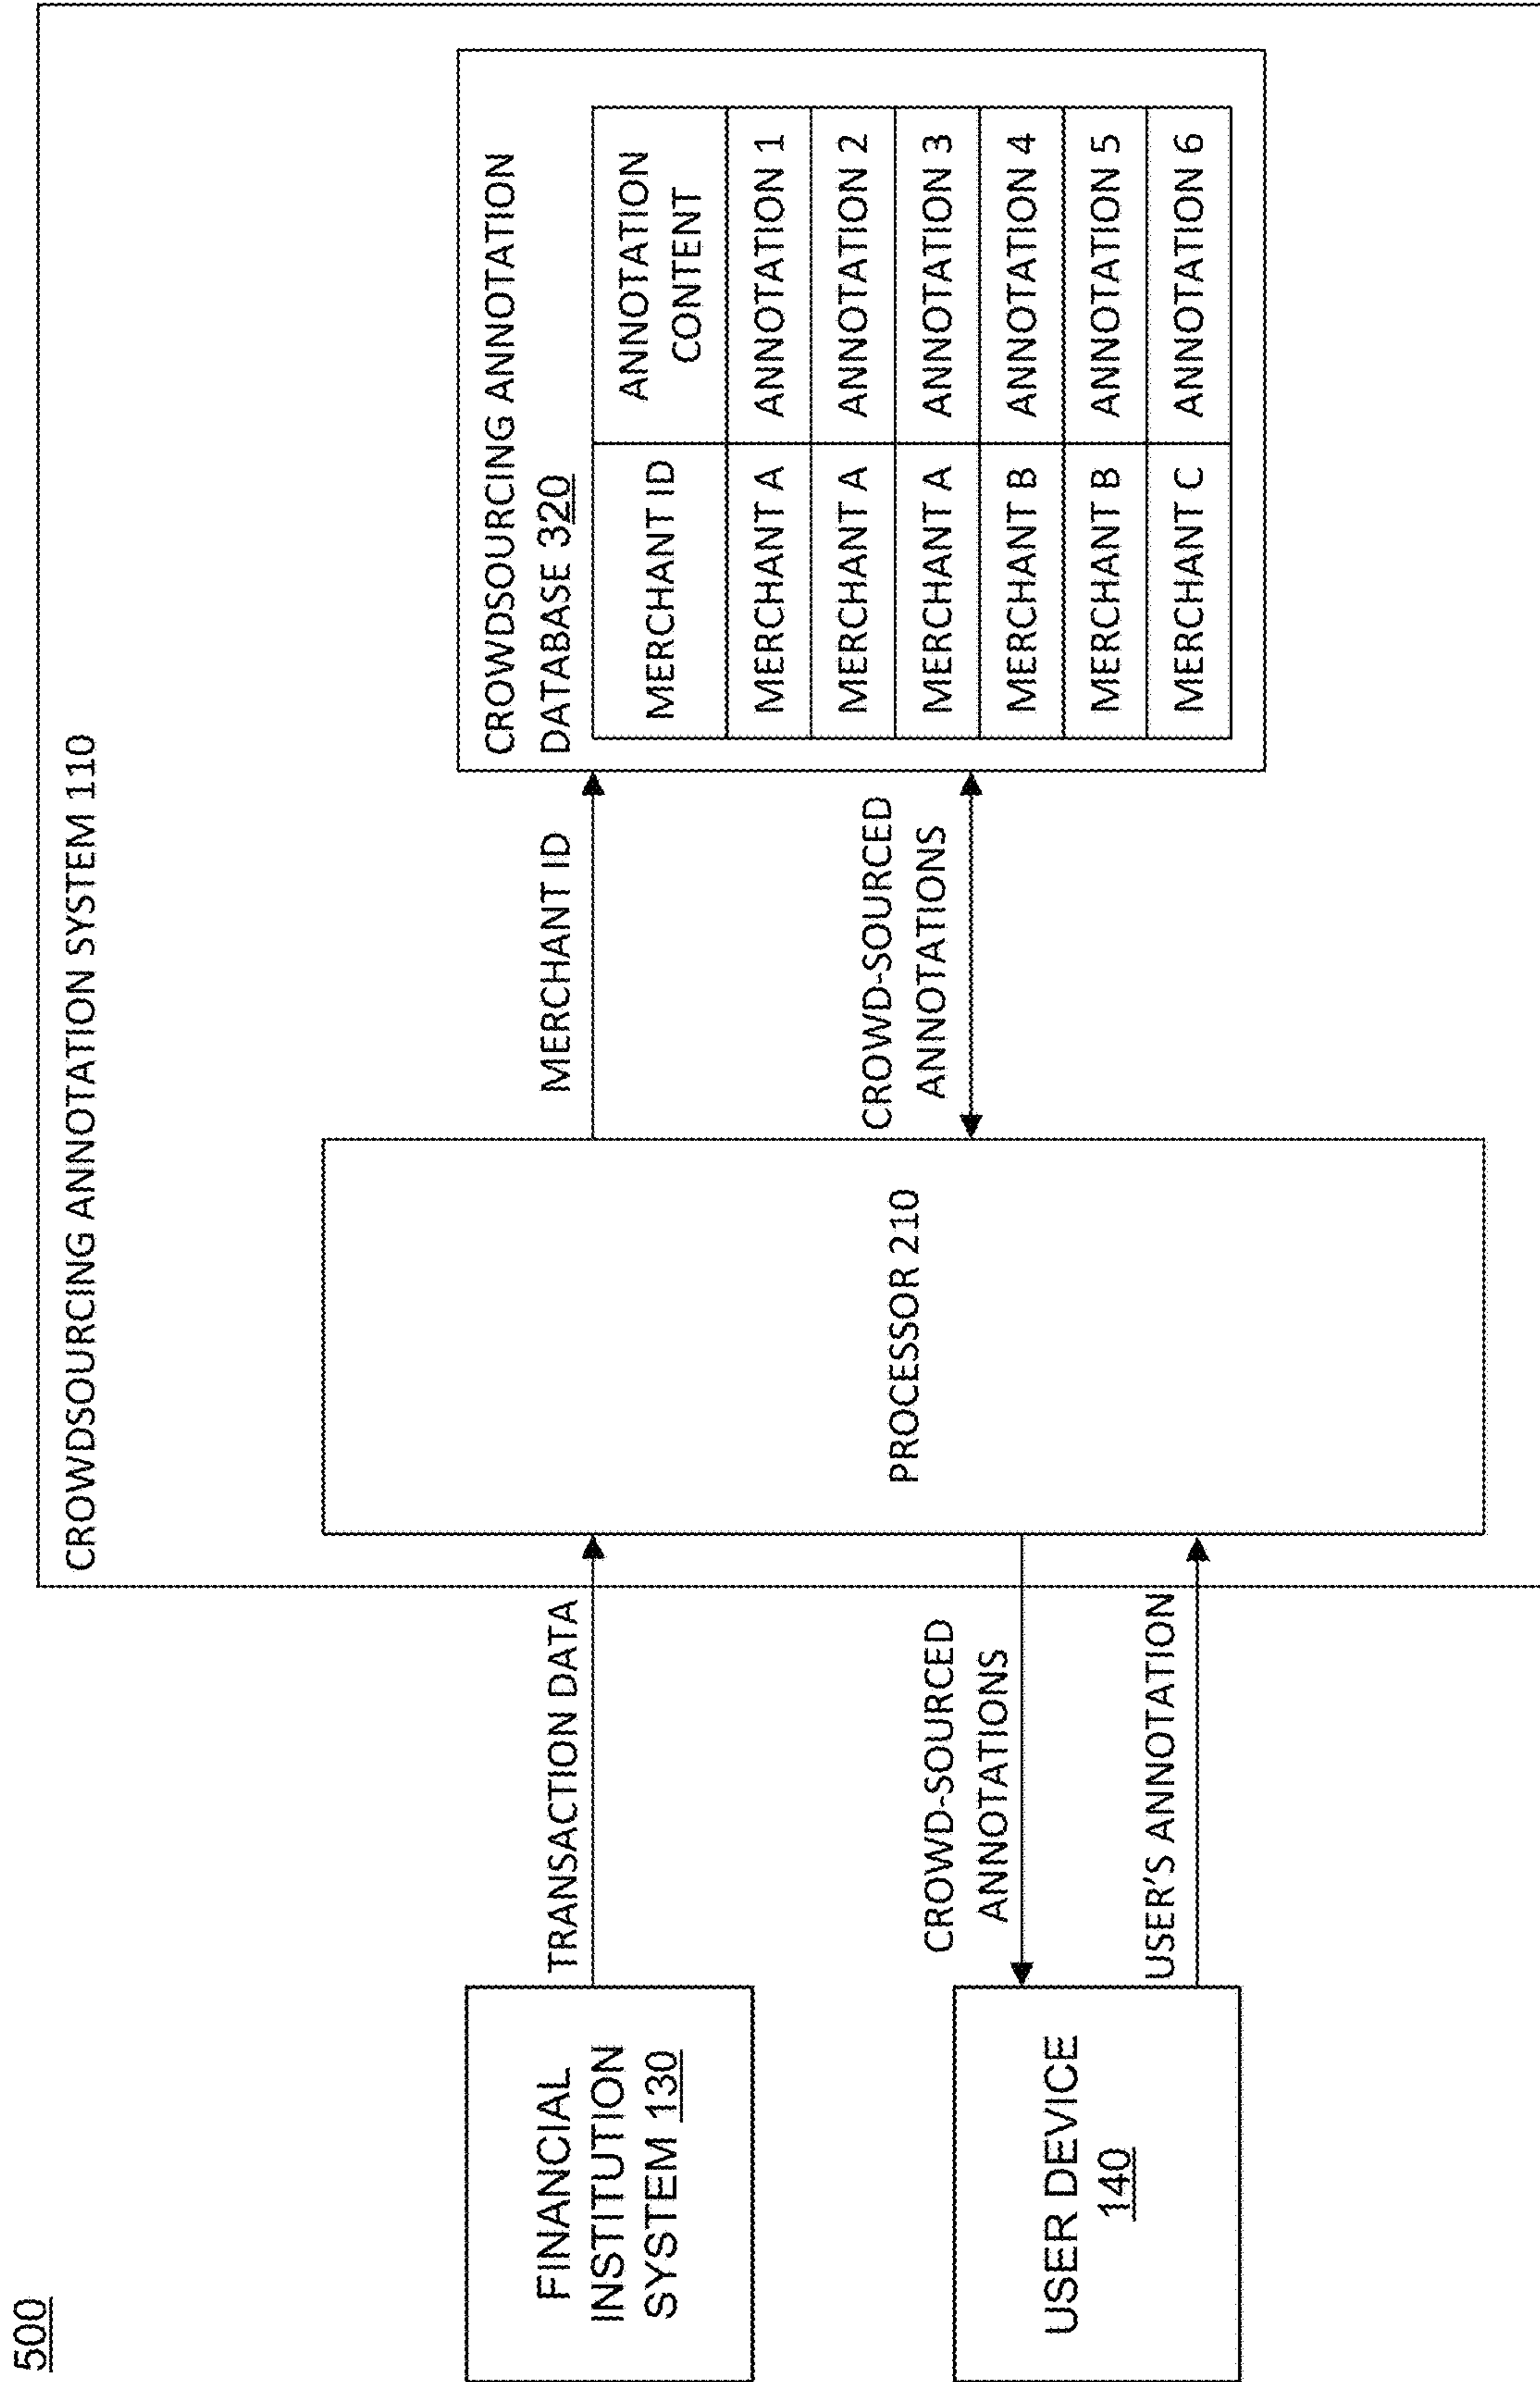 500
CROWDSOURCING ANNOTATION SYSTEM 110
FINANCIAL
INSTITUTION
SYSTEM 130
TRANSACTION DATA
USER DEVICE
140
CROWD-SOURCED
ANNOTATIONS
USER'S ANNOTATION
PROCESSOR 210
MERCHANT ID
CROWD-SOURCED
ANNOTATIONS
CROWDSOURCING ANNOTATION
DATABASE 320
MERCHANT ID ANNOTATION
CONTENT
MERCHANT A ANNOTATION 1
MERCHANT A ANNOTATION 2
MERCHANT A ANNOTATION 3
MERCHANT B ANNOTATION 4
MERCHANT B ANNOTATION 5
MERCHANT C ANNOTATION 6